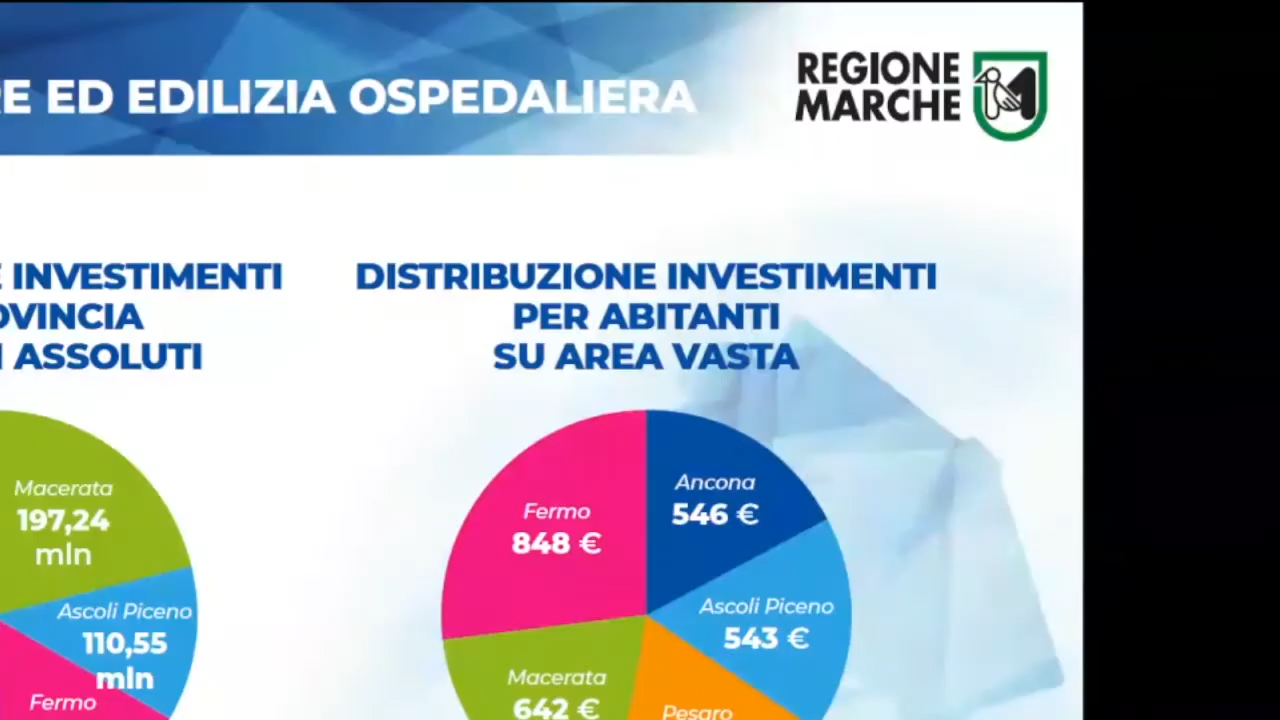 RE ED EDILIZIA OSPEDALIERA
REGIONE
MARCHE
E INVESTIMENTI
OVINCIA
I ASSOLUTI
DISTRIBUZIONE INVESTIMENTI
PER ABITANTI
SU AREA VASTA
Macerata
197,24
mln
Ascoli Piceno
110,55
mln
Fermo
Fermo
848 €
Ancona
546 €
Ascoli Piceno
543 €
Macerata
642 €
Pesaro